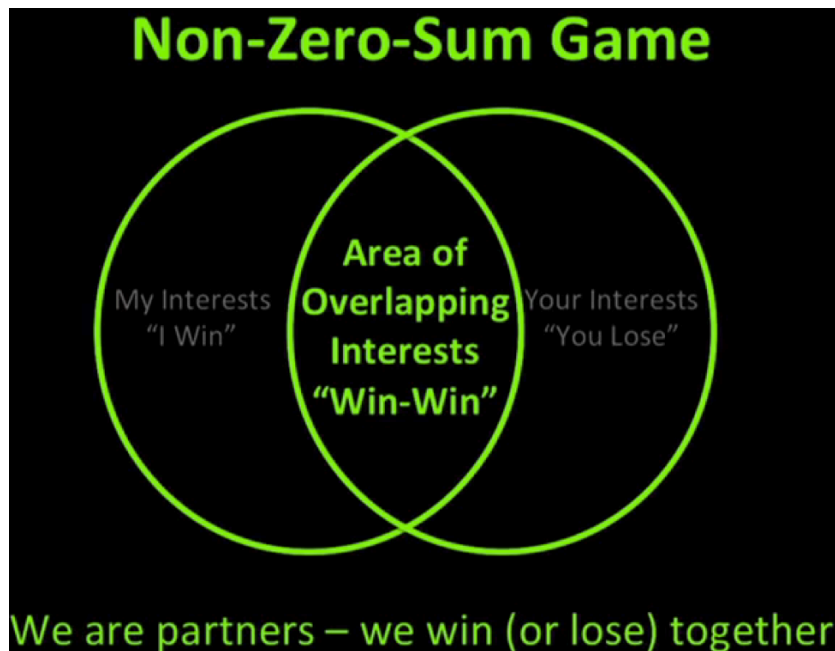 Non-Zero-Sum Game
My Interests
“I Win”
Area of
Overlapping
Interests
“Win-Win”
Your Interests
“You Lose”
We are partners – we win (or lose) together